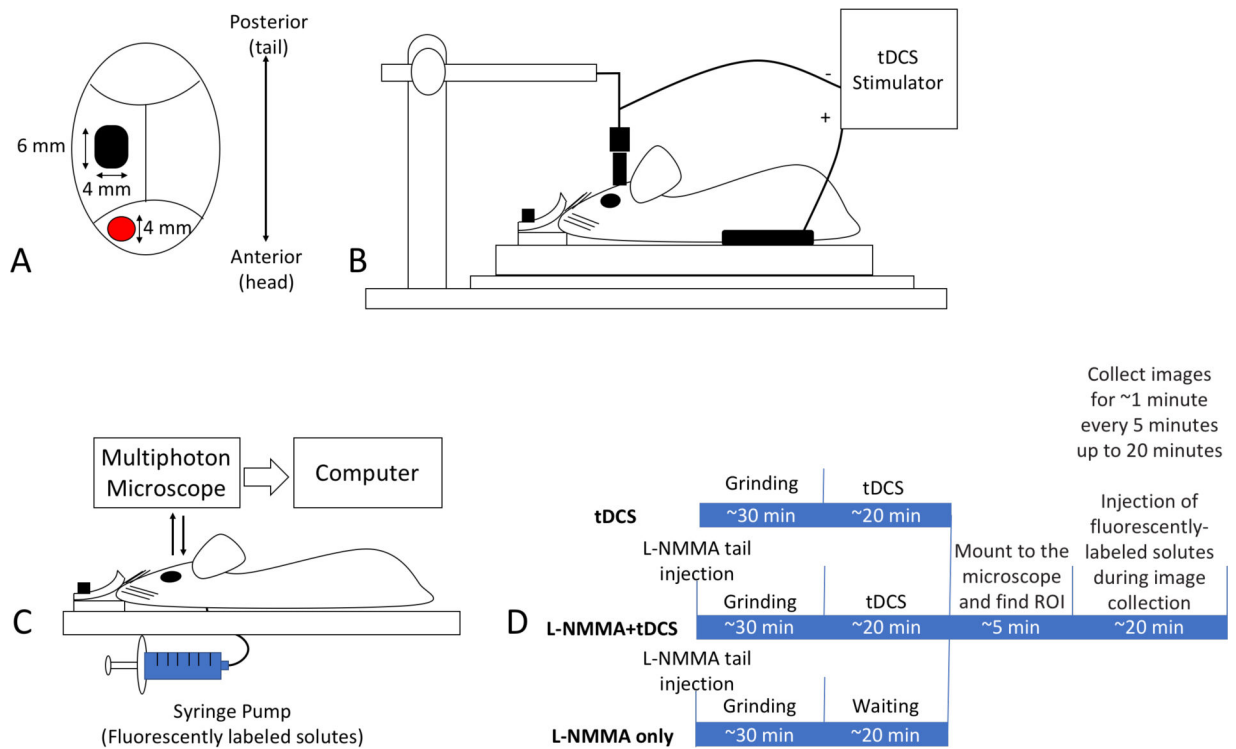 Posterior
(tail)
6 mm
4 mm
4 mm
Anterior
(head)
A
-
+
tDCS
Stimulator
B
Multiphoton
Microscope
Computer
C
Syringe Pump
(Fluorescently labeled solutes)
Collect images
for ~1 minute
every 5 minutes
up to 20 minutes
Grinding
tDCS
tDCS
~30 min
~20 min
L-NMMA tail
injection
Mount to the
microscope
and find ROI
Injection of
fluorescently-
labeled solutes
during image
collection
Grinding
tDCS
D
L-NMMA+tDCS
~30 min
~20 min
~5 min
~20 min
L-NMMA tail
injection
Grinding
Waiting
L-NMMA only
~30 min
~20 min